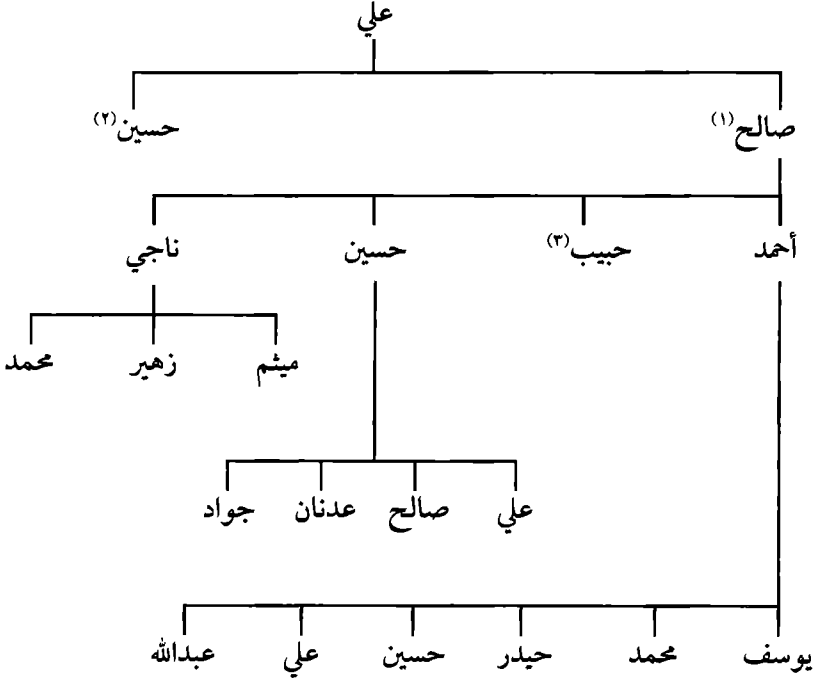 علي
صالح(١) حسين(٢)
أحمد حبيب(٣) حسين ناجي
ميثم زهير محمد
علي صالح عدنان جواد
يوسف محمد حيدر حسين علي عبدالله